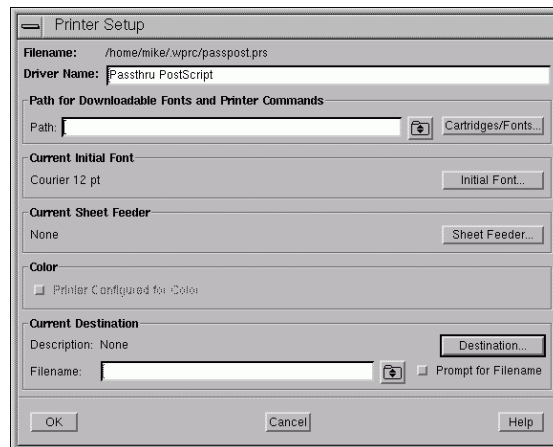 Printer Setup
Filename: /home/mike/.wprc/passpost.prs
Driver Name: Passthru PostScript
Path for Downloadable Fonts and Printer Commands
Path: Cartridges/Fonts...
Current Initial Font
Courier 12 pt Initial Font...
Current Sheet Feeder
None Sheet Feeder...
Color
Printer Configured for Color
Current Destination
Description: None Destination...
Filename: Prompt for Filename
OK Cancel Help